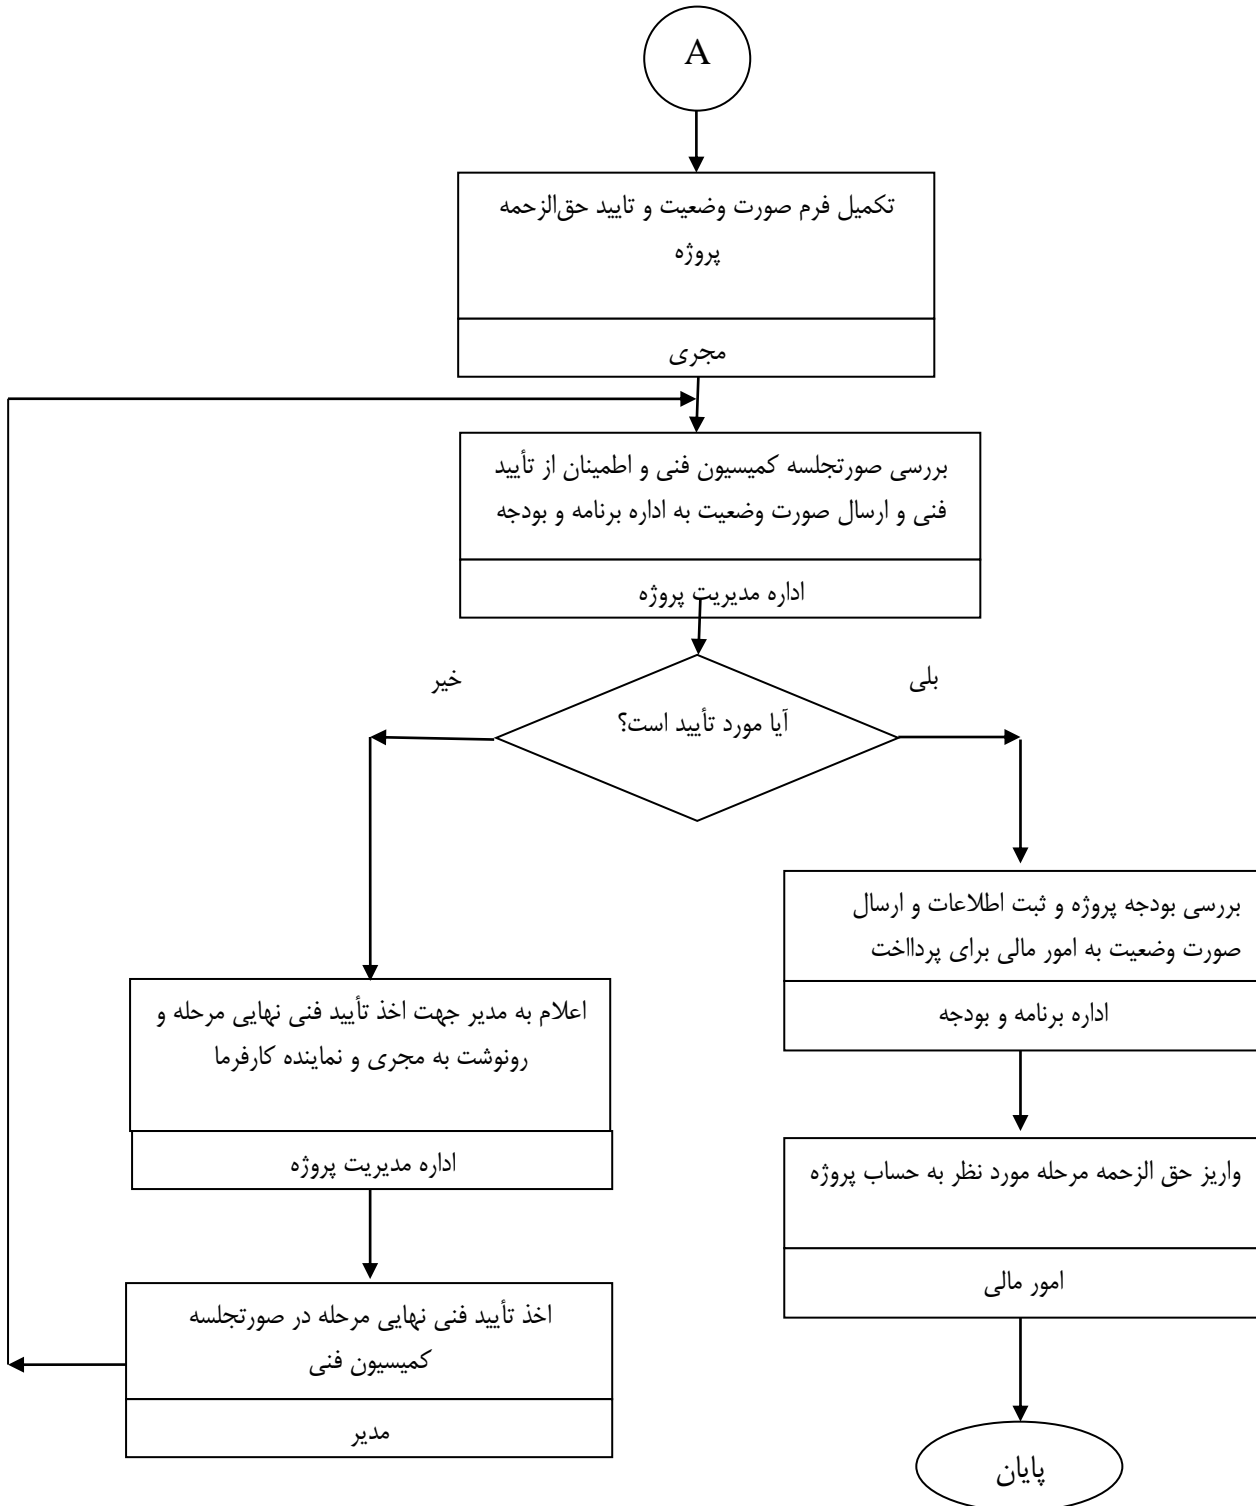 A
تکمیل فرم صورت وضعیت و تایید حق‌الزحمه
پروژه
مجری
بررسی صورتجلسه کمیسیون فنی و اطمینان از تأیید
فنی و ارسال صورت وضعیت به اداره برنامه و بودجه
اداره مدیریت پروژه
بلی
خیر
آیا مورد تأیید است؟
بررسی بودجه پروژه و ثبت اطلاعات و ارسال
صورت وضعیت به امور مالی برای پردااخت
اداره برنامه و بودجه
اعلام به مدیر جهت اخذ تأیید فنی نهایی مرحله و
رونوشت به مجری و نماینده کارفرما
اداره مدیریت پروژه
واریز حق الزحمه مرحله مورد نظر به حساب پروژه
امور مالی
اخذ تأیید فنی نهایی مرحله در صورتجلسه
کمیسیون فنی
مدیر
پایان